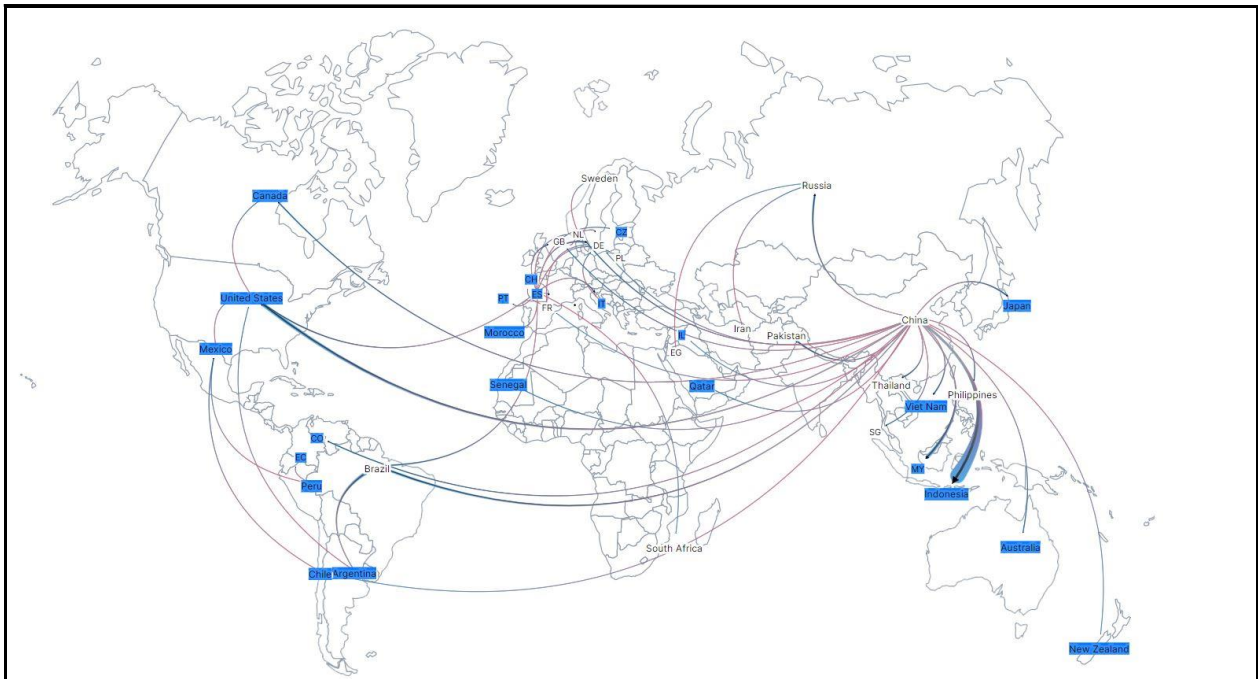 Sweden
Russia
Canada
CZ
NL
GB
DE
PL
CH
ES
PT
United States
IT
FR
Japan
China
Iran
Morocco
IL
Pakistan
Mexico
EG
Senegal
Qatar
Thailand
Philippines
Viet Nam
SG
CO
EC
Brazil
MY
Peru
Indonesia
South Africa
Australia
Chile
Argentina
New Zealand